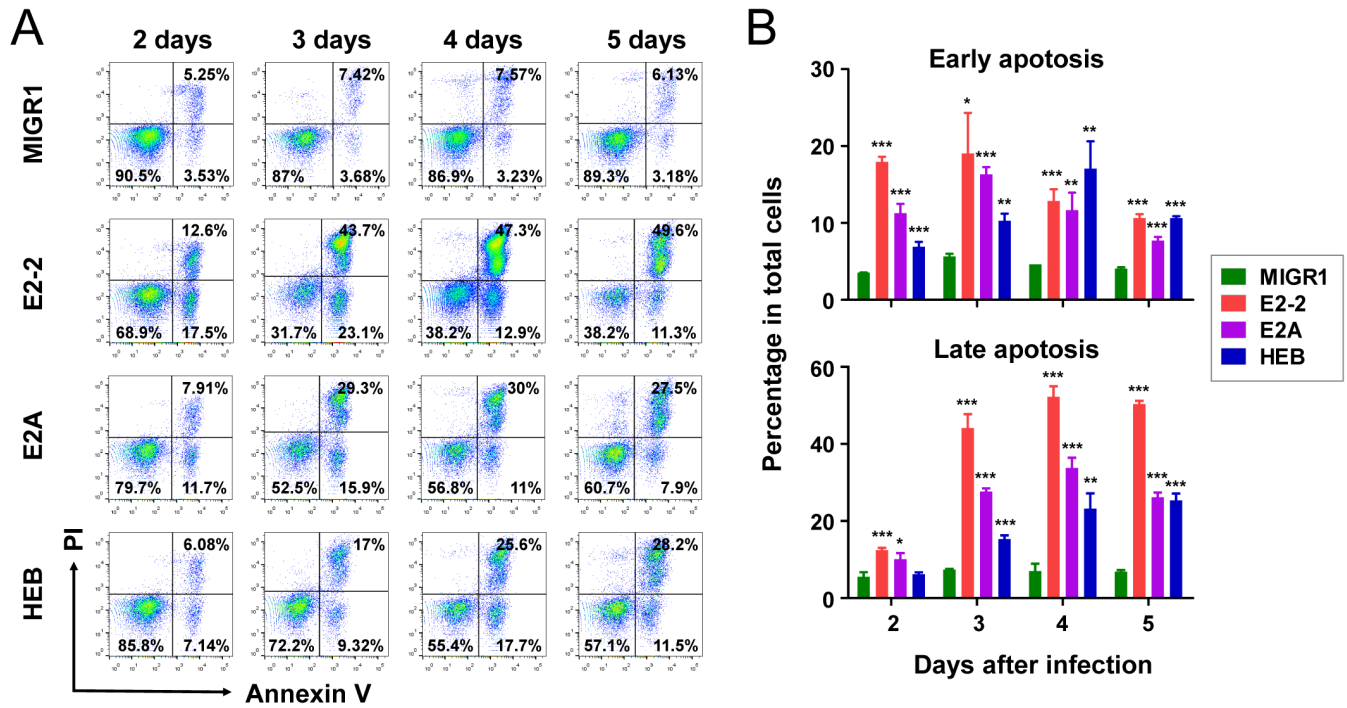 A
2 days 3 days 4 days 5 days
MIGR1
5.25% 7.42% 7.57% 6.13%
90.5% 3.53% 87% 3.68% 86.9% 3.23% 89.3% 3.18%
E2-2
12.6% 43.7% 47.3% 49.6%
68.9% 17.5% 31.7% 23.1% 38.2% 12.9% 38.2% 11.3%
E2A
7.91% 29.3% 30% 27.5%
79.7% 11.7% 52.5% 15.9% 56.8% 11% 60.7% 7.9%
HEB
6.08% 17% 25.6% 28.2%
85.8% 7.14% 72.2% 9.32% 55.4% 17.7% 57.1% 11.5%
PI
Annexin V
B
Early apotosis
Percentage in total cells
30
20
10
0
*** *** *** * *** ** *** ** ** *** *** ***
Late apotosis
60
40
20
0
*** * *** *** *** *** *** ** *** *** ***
2 3 4 5
Days after infection
MIGR1
E2-2
E2A
HEB